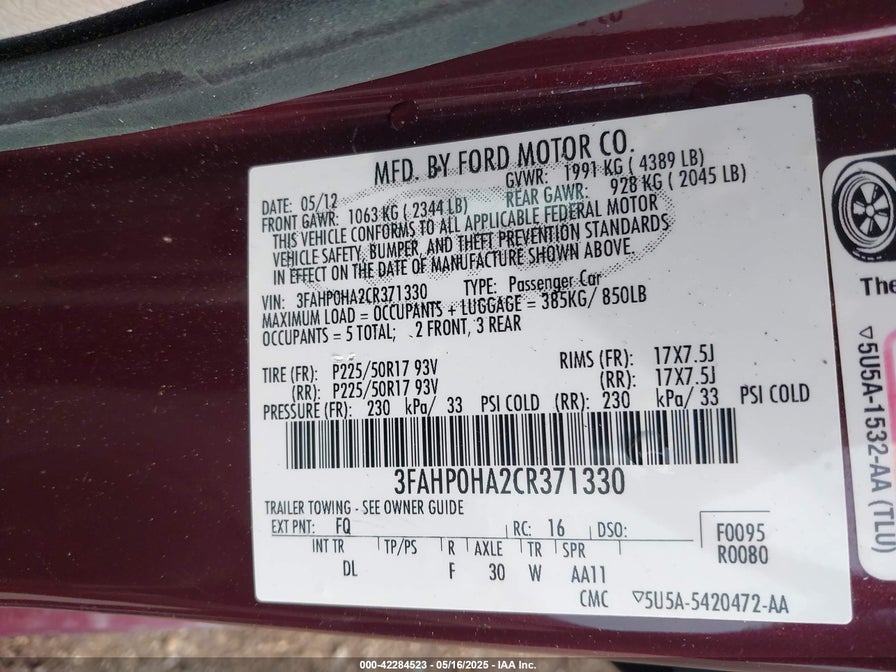 MFD. BY FORD MOTOR CO.
DATE: 05/12 GVWR: 1991 KG ( 4389 LB)
FRONT GAWR: 1063 KG ( 2344 LB) REAR GAWR: 928 KG ( 2045 LB)
THIS VEHICLE CONFORMS TO ALL APPLICABLE FEDERAL MOTOR
VEHICLE SAFETY, BUMPER, AND THEFT PREVENTION STANDARDS
IN EFFECT ON THE DATE OF MANUFACTURE SHOWN ABOVE.
VIN: 3FAHP0HA2CR371330 TYPE: Passenger Car
MAXIMUM LOAD = OCCUPANTS + LUGGAGE = 385KG/ 850LB
OCCUPANTS = 5 TOTAL; 2 FRONT, 3 REAR
TIRE (FR): P225/50R17 93V RIMS (FR): 17X7.5J
(RR): P225/50R17 93V (RR): 17X7.5J
PRESSURE (FR): 230 kPa/ 33 PSI COLD (RR): 230 kPa/ 33 PSI COLD
3FAHP0HA2CR371330
TRAILER TOWING - SEE OWNER GUIDE
EXT PNT: FQ RC: 16 DSO: F0095
INT TR TP/PS R AXLE TR SPR R0080
DL F 30 W AA11
CMC ▽5U5A-5420472-AA
The
▽5U5A-1532-AA (TLU)
000-42284523 - 05/16/2025 - IAA Inc.